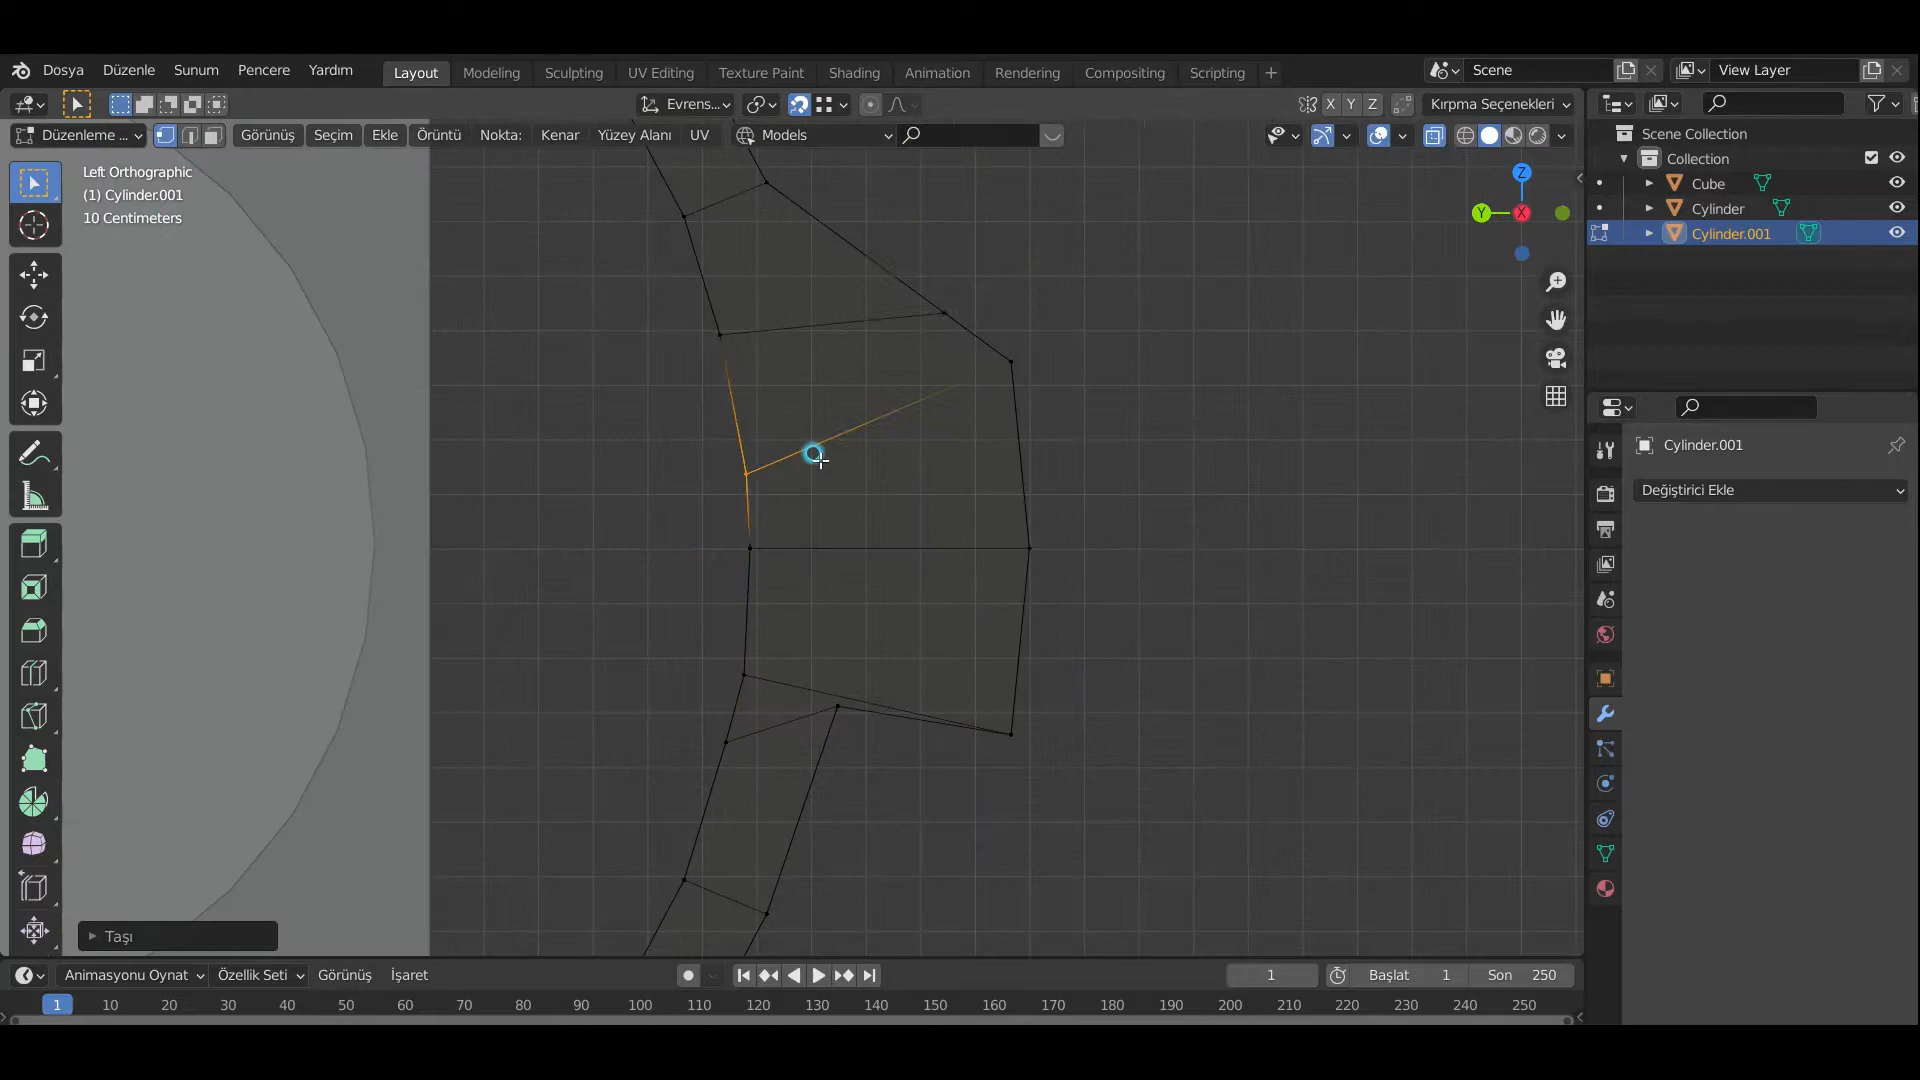 Dosya Düzenle Sunum Pencere Yardım Layout Modeling Sculpting UV Editing Texture Paint Shading Animation Rendering Compositing Scripting + Scene View Layer
Evrens... X Y Z Kırpma Seçenekleri
Düzenleme ... Görünüş Seçim Ekle Örüntü Nokta: Kenar Yüzey Alanı UV Models
Left Orthographic
(1) Cylinder.001
10 Centimeters
Z
Y X
Taşı
Scene Collection
Collection
Cube
Cylinder
Cylinder.001
Cylinder.001
Değiştirici Ekle
Animasyonu Oynat Özellik Seti Görünüş İşaret 1 Başlat 1 Son 250
1 10 20 30 40 50 60 70 80 90 100 110 120 130 140 150 160 170 180 190 200 210 220 230 240 250